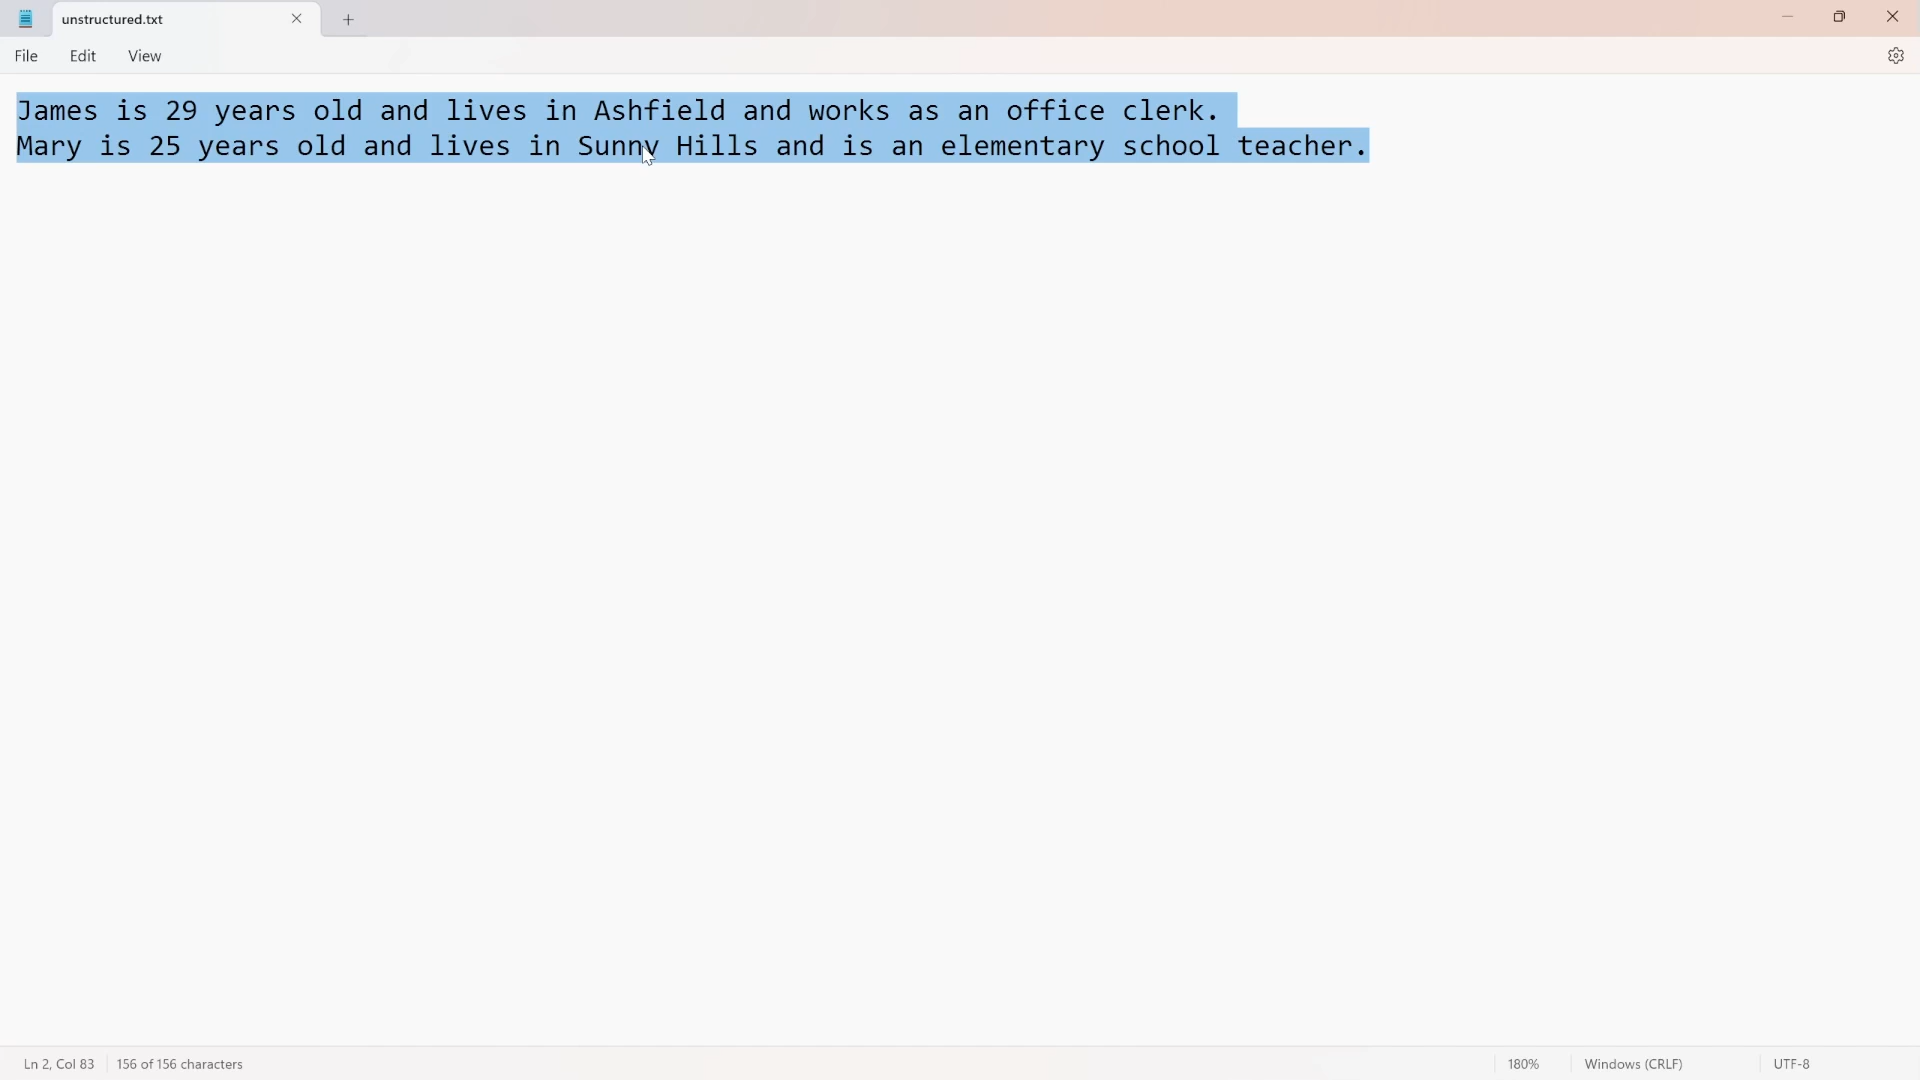 unstructured.txt
File Edit View
James is 29 years old and lives in Ashfield and works as an office clerk.
Mary is 25 years old and lives in Sunny Hills and is an elementary school teacher.
Ln 2, Col 83 156 of 156 characters 180% Windows (CRLF) UTF-8